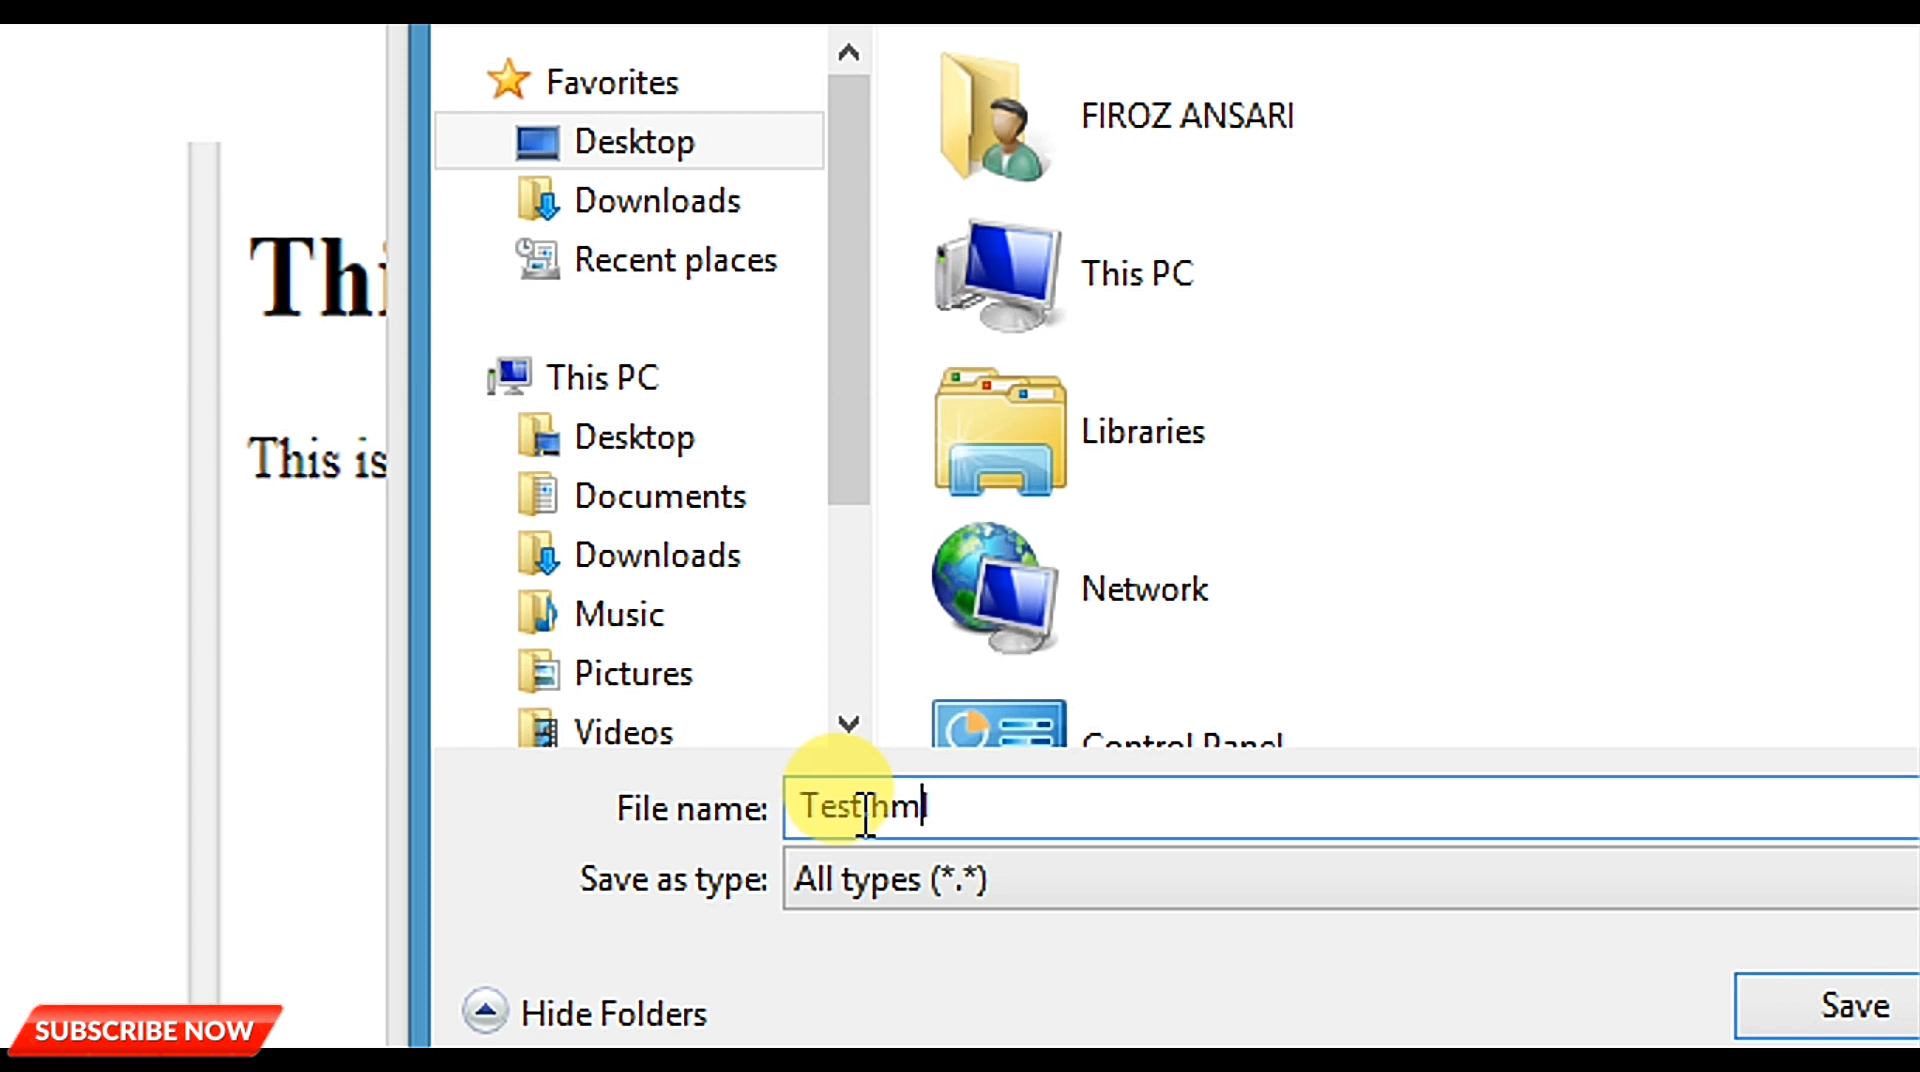 Favorites
Desktop
Downloads
Recent places
This PC
Desktop
Documents
Downloads
Music
Pictures
Videos
FIROZ ANSARI
This PC
Libraries
Network
Control Panel
Thi
This is
File name: Test.hml
Save as type: All types (*.*)
Hide Folders
Save
SUBSCRIBE NOW